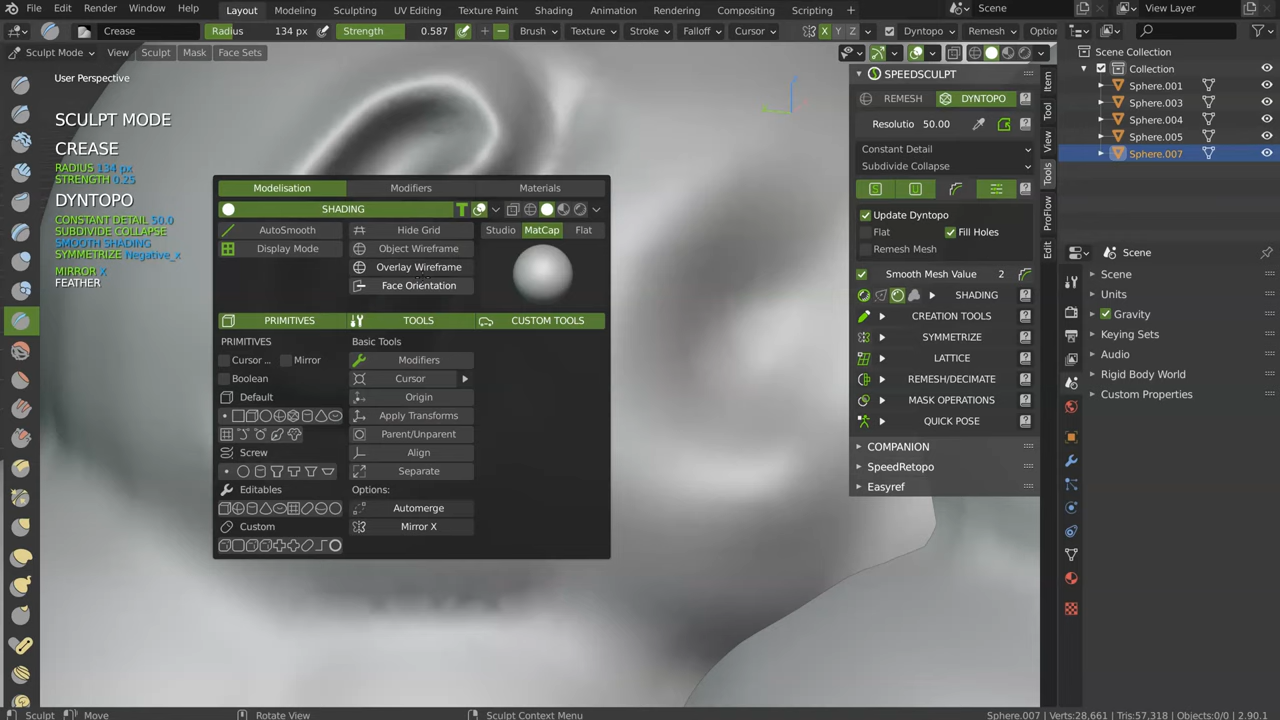 File Edit Render Window Help Layout Modeling Sculpting UV Editing Texture Paint Shading Animation Rendering Compositing Scripting Scene View Layer
Crease Radius 134 px Strength 0.587 Brush Texture Stroke Falloff Cursor X Y Z Dyntopo Remesh Optior
Sculpt Mode View Sculpt Mask Face Sets
User Perspective
SCULPT MODE
CREASE
RADIUS 134 px
STRENGTH 0.25
DYNTOPO
CONSTANT DETAIL 50.0
SUBDIVIDE COLLAPSE
SMOOTH SHADING
SYMMETRIZE Negative_x
MIRROR X
FEATHER
Modelisation Modifiers Materials
SHADING
AutoSmooth Hide Grid Studio MatCap Flat
Display Mode Object Wireframe
Overlay Wireframe
Face Orientation
PRIMITIVES TOOLS CUSTOM TOOLS
PRIMITIVES Basic Tools
Cursor ... Mirror Modifiers
Boolean Cursor
Default Origin
Apply Transforms
Parent/Unparent
Screw Align
Separate
Editables Options:
Automerge
Custom Mirror X
SPEEDSCULPT
REMESH DYNTOPO
Resolutio 50.00
Constant Detail
Subdivide Collapse
S U
Update Dyntopo
Flat Fill Holes
Remesh Mesh
Smooth Mesh Value 2
SHADING
CREATION TOOLS
SYMMETRIZE
LATTICE
REMESH/DECIMATE
MASK OPERATIONS
QUICK POSE
COMPANION
SpeedRetopo
Easyref
Item
Tool
View
Tools
ProFlow
Edit
Scene Collection
Collection
Sphere.001
Sphere.003
Sphere.004
Sphere.005
Sphere.007
Scene
Scene
Units
Gravity
Keying Sets
Audio
Rigid Body World
Custom Properties
Sculpt Move Rotate View Sculpt Context Menu Sphere.007 | Verts:28,661 | Tris:57,318 | Objects:0/0 | 2.90.1